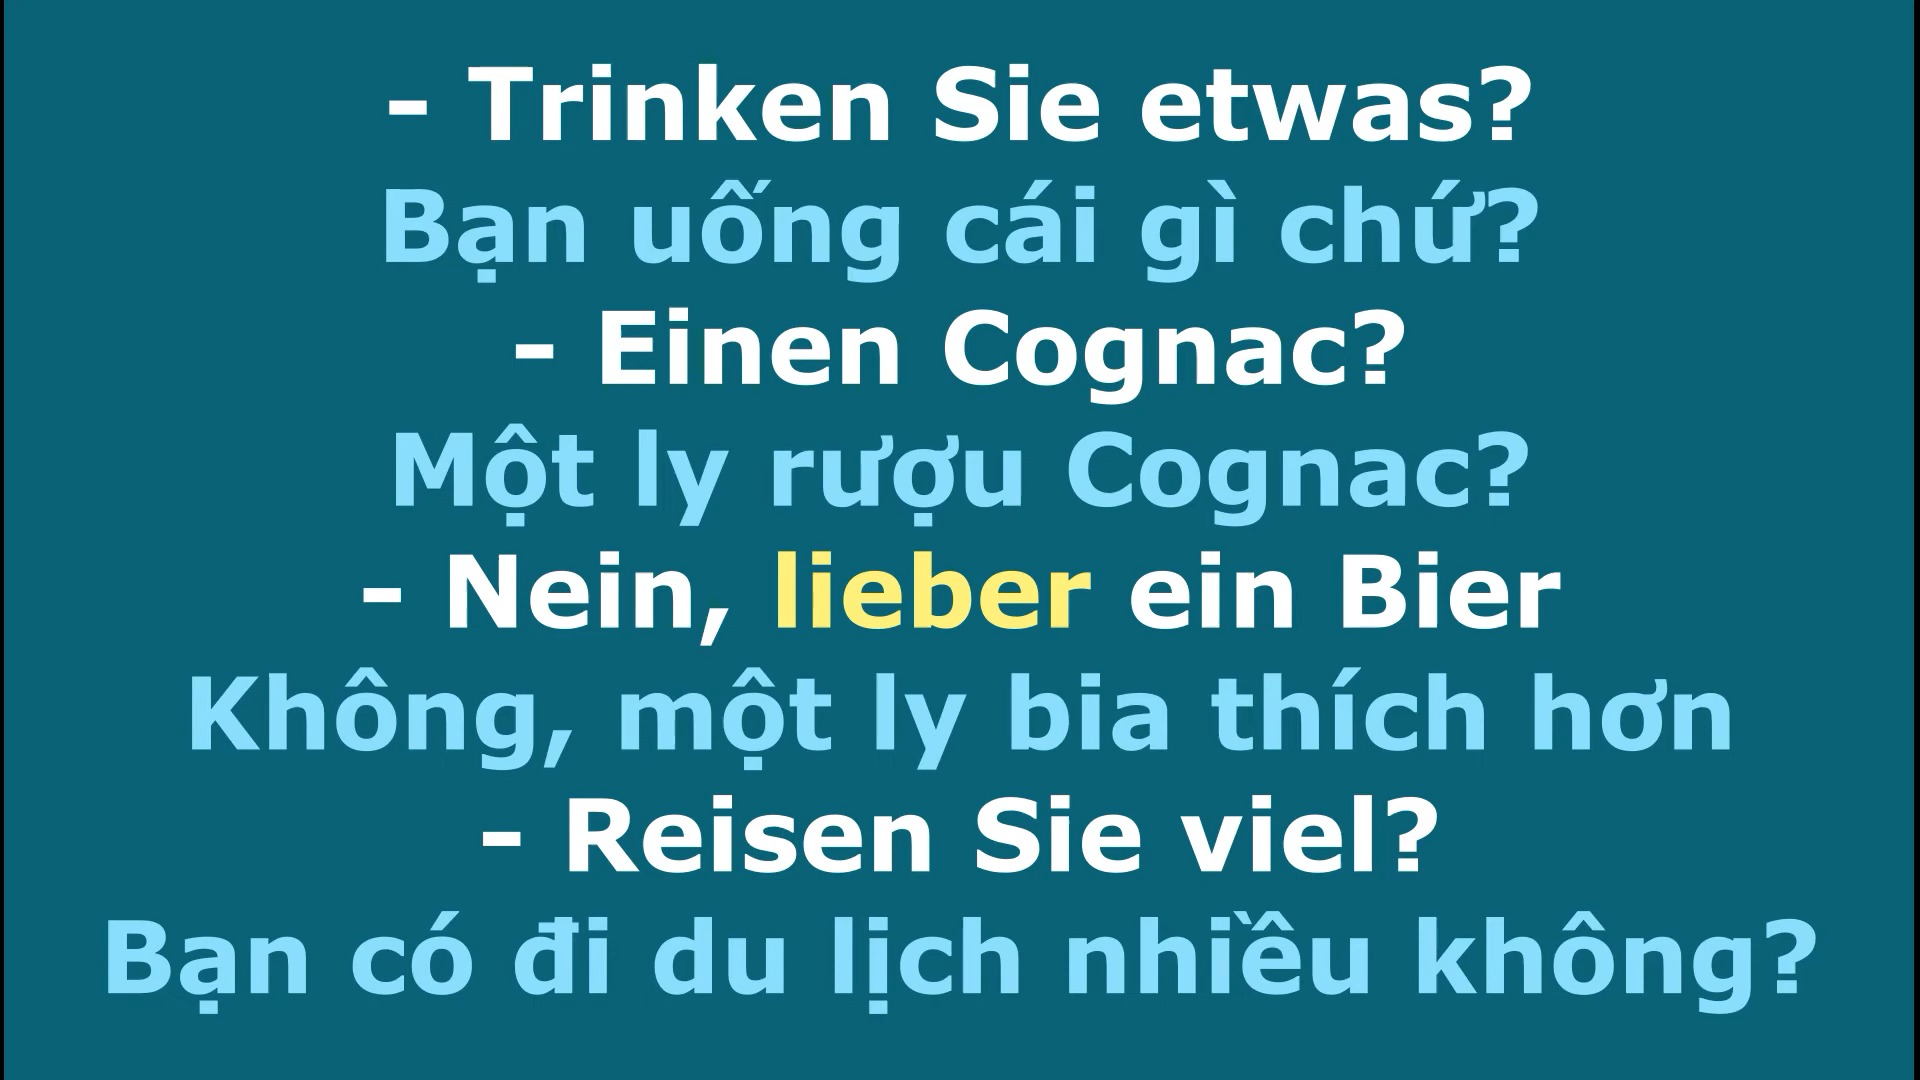 - Trinken Sie etwas?
Bạn uống cái gì chứ?
- Einen Cognac?
Một ly rượu Cognac?
- Nein, lieber ein Bier
Không, một ly bia thích hơn
- Reisen Sie viel?
Bạn có đi du lịch nhiều không?